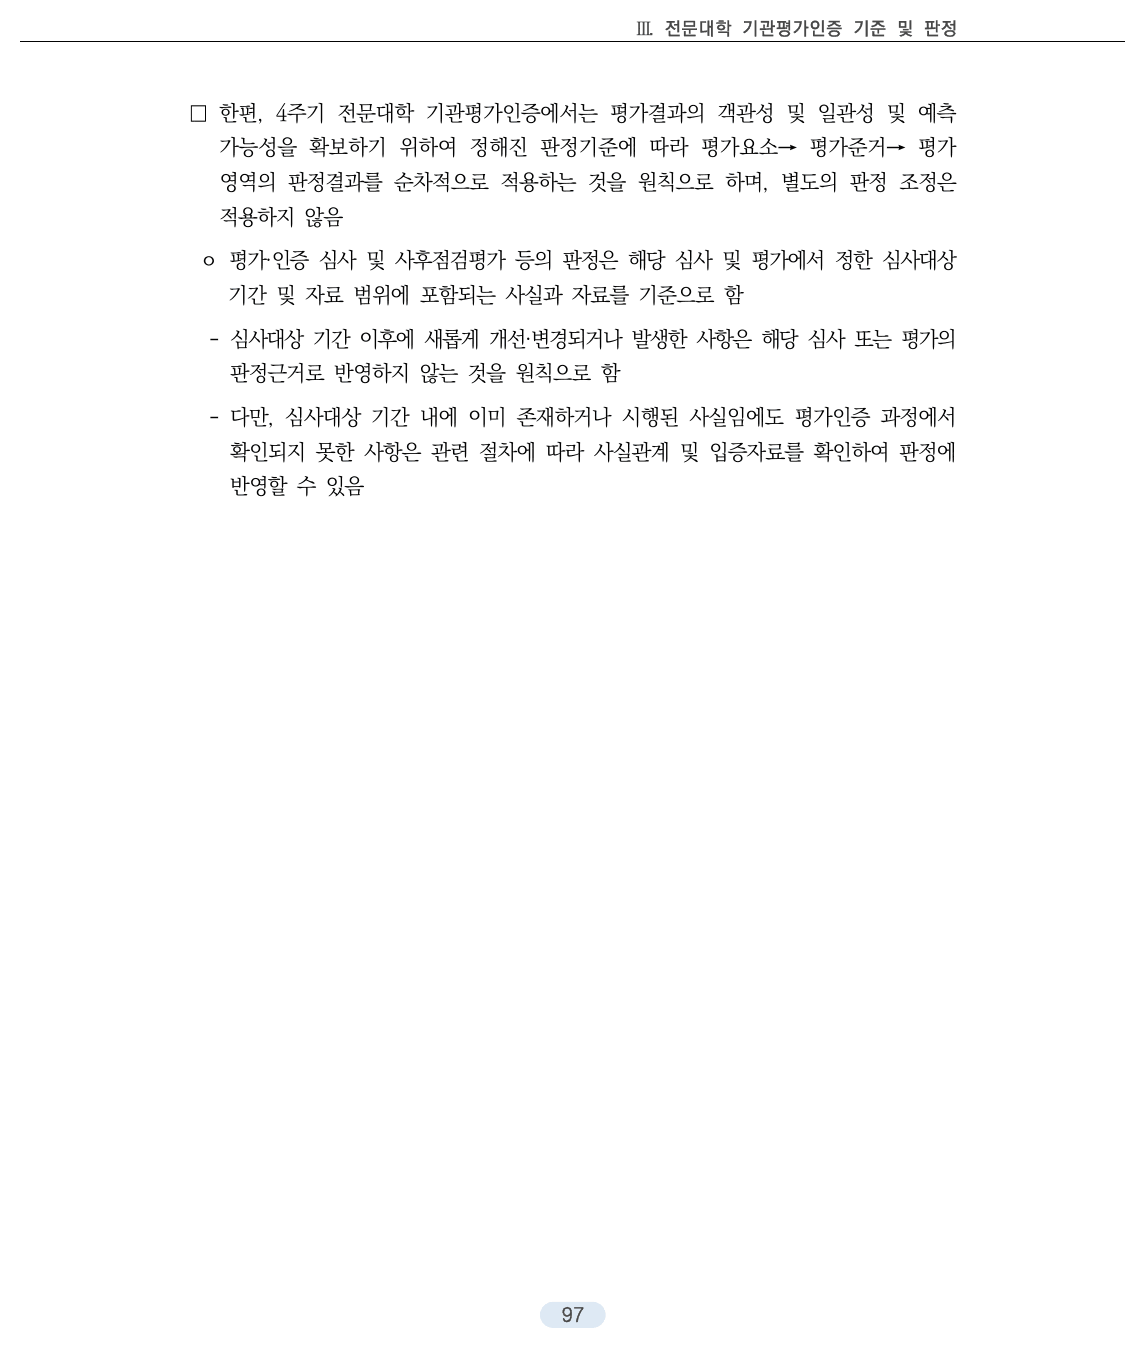 Ⅲ. 전문대학 기관평가인증 기준 및 판정
□ 한편, 4주기 전문대학 기관평가인증에서는 평가결과의 객관성 및 일관성 및 예측
가능성을 확보하기 위하여 정해진 판정기준에 따라 평가요소→ 평가준거→ 평가
영역의 판정결과를 순차적으로 적용하는 것을 원칙으로 하며, 별도의 판정 조정은
적용하지 않음
ㅇ 평가·인증 심사 및 사후점검평가 등의 판정은 해당 심사 및 평가에서 정한 심사대상
기간 및 자료 범위에 포함되는 사실과 자료를 기준으로 함
- 심사대상 기간 이후에 새롭게 개선·변경되거나 발생한 사항은 해당 심사 또는 평가의
판정근거로 반영하지 않는 것을 원칙으로 함
- 다만, 심사대상 기간 내에 이미 존재하거나 시행된 사실임에도 평가인증 과정에서
확인되지 못한 사항은 관련 절차에 따라 사실관계 및 입증자료를 확인하여 판정에
반영할 수 있음
97